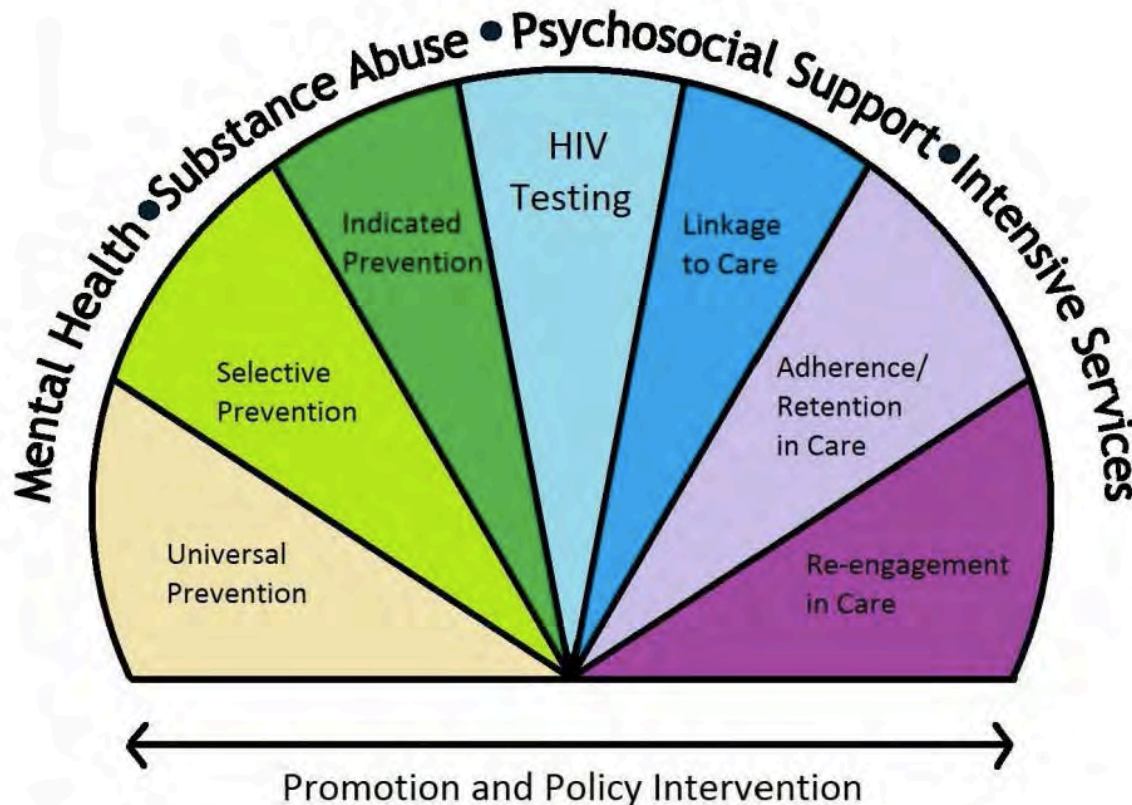 Mental Health•Substance Abuse •Psychosocial Support•Intensive Services
HIV
Testing
Indicated
Prevention
Linkage
to Care
Selective
Prevention
Adherence/
Retention
in Care
Universal
Prevention
Re-engagement
in Care
Promotion and Policy Intervention